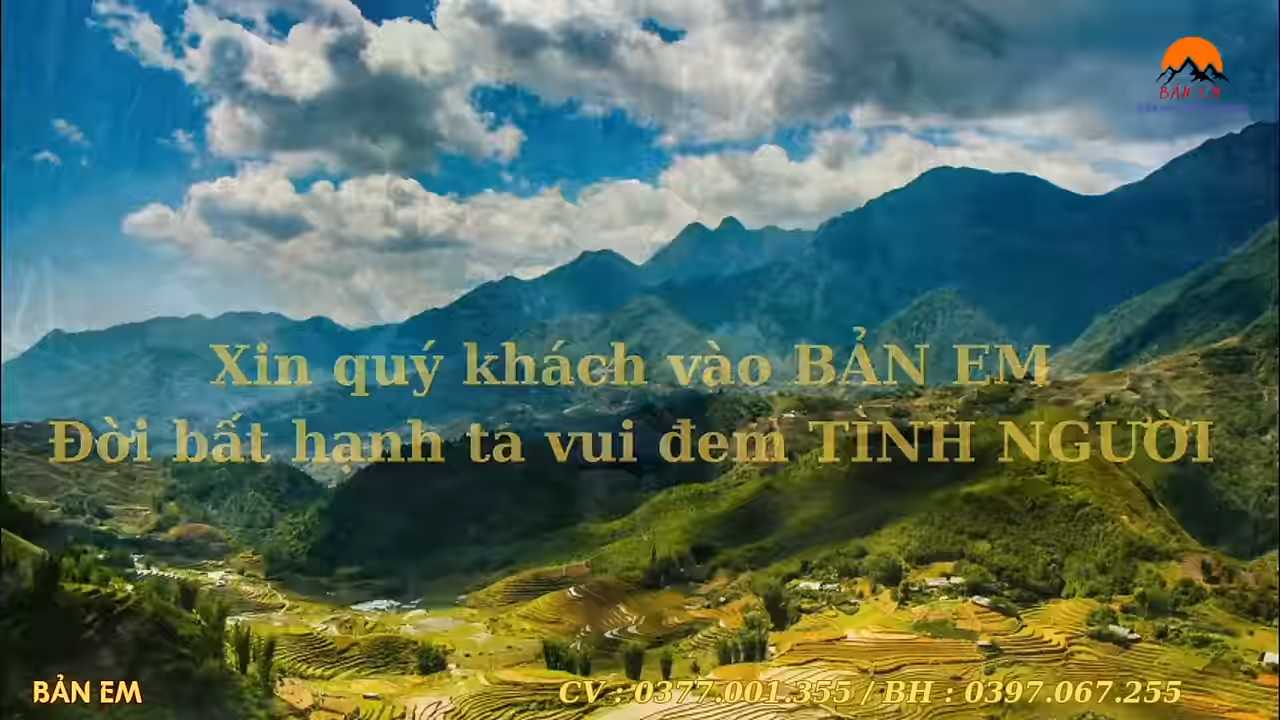 BẢN EM
Xin quý khách vào BẢN EM
Đời bất hạnh ta vui đem TÌNH NGƯỜI
BẢN EM
CV : 0377.001.355 / BH : 0397.067.255